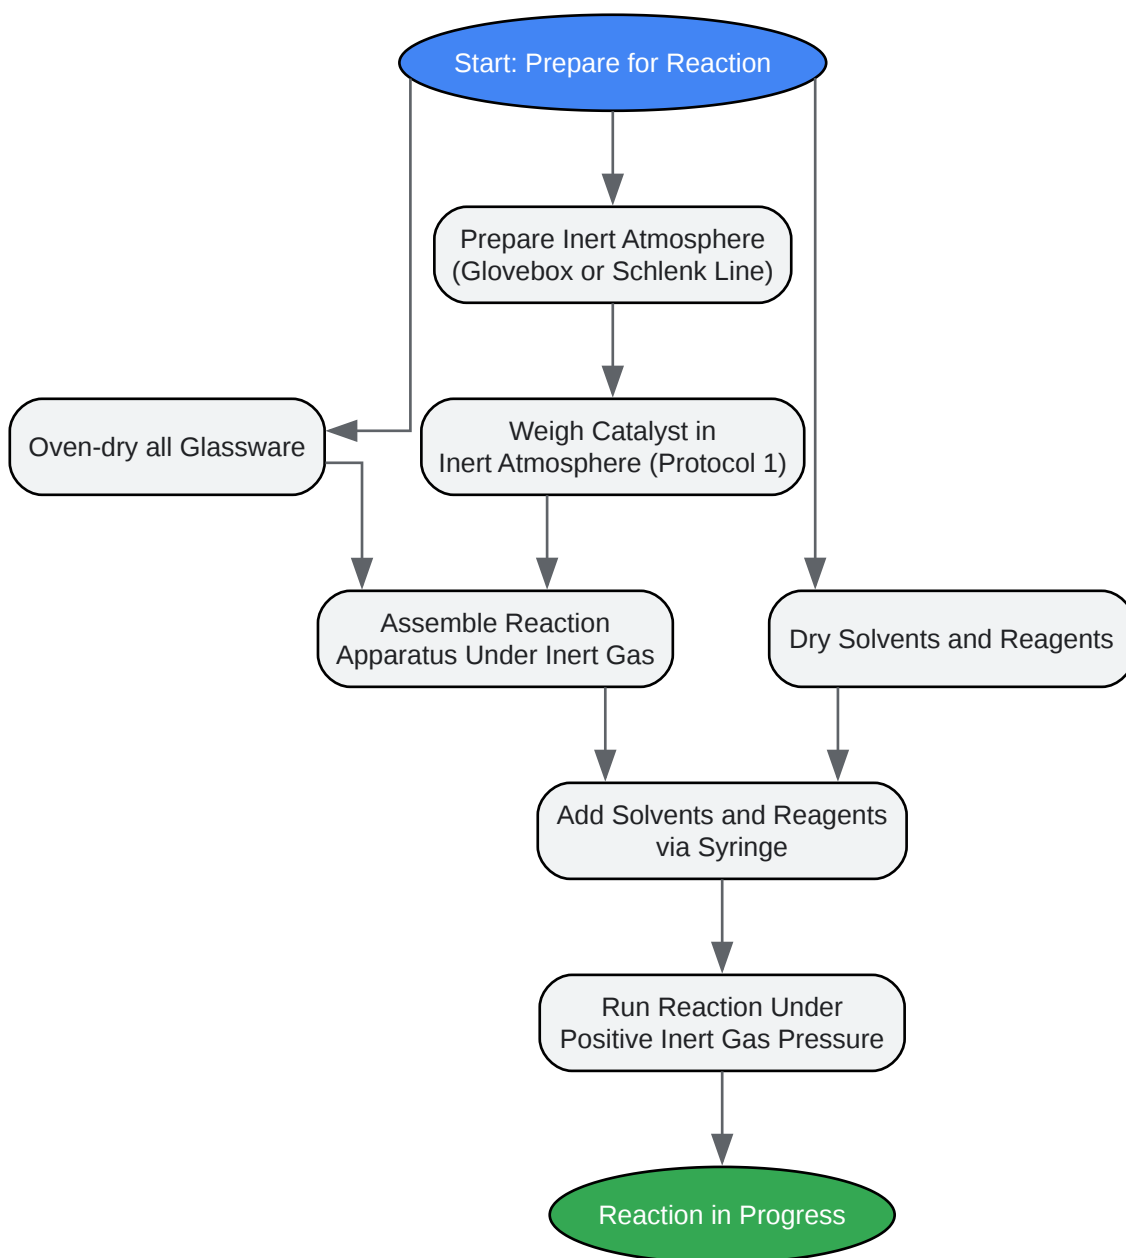 Start: Prepare for Reaction
Prepare Inert Atmosphere
(Glovebox or Schlenk Line)
Oven-dry all Glassware
Weigh Catalyst in
Inert Atmosphere (Protocol 1)
Assemble Reaction
Apparatus Under Inert Gas
Dry Solvents and Reagents
Add Solvents and Reagents
via Syringe
Run Reaction Under
Positive Inert Gas Pressure
Reaction in Progress